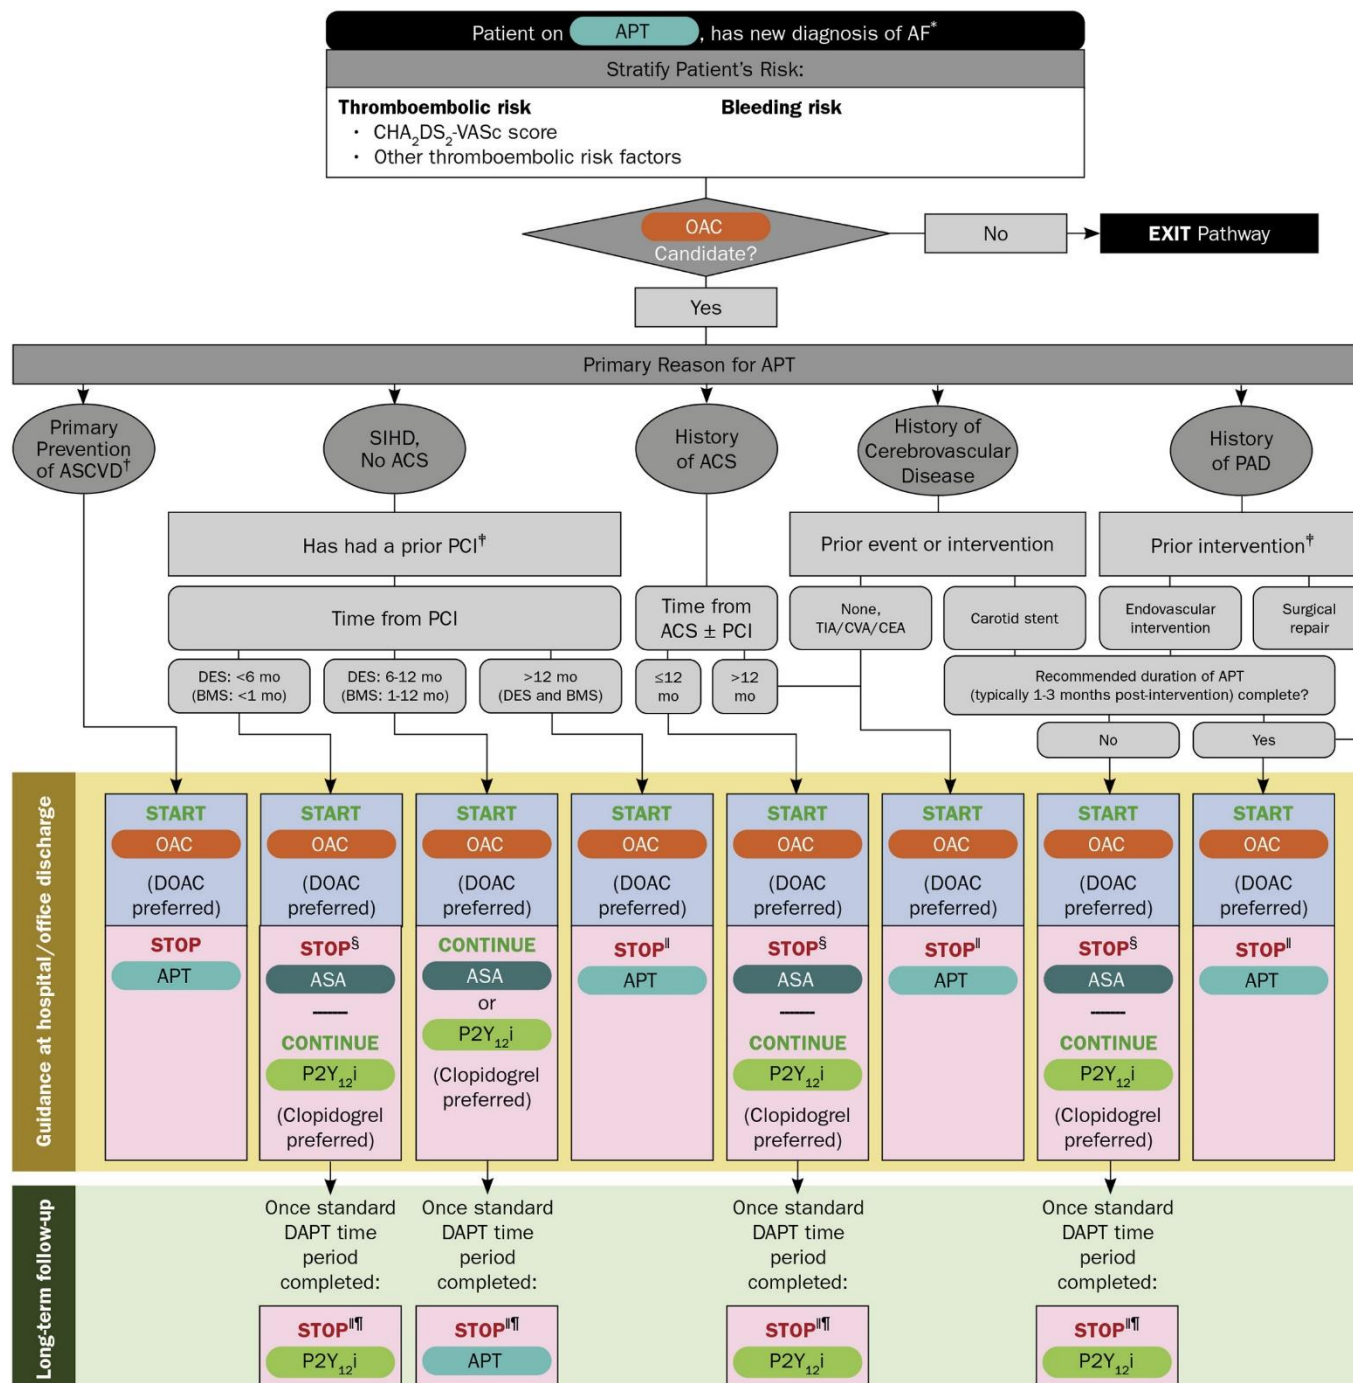 Patient on APT, has new diagnosis of AF*
Stratify Patient's Risk:
Thromboembolic risk
• CHA₂DS₂-VASc score
• Other thromboembolic risk factors
Bleeding risk
OAC
Candidate?
No
EXIT Pathway
Yes
Primary Reason for APT
Primary
Prevention
of ASCVD†
SIHD,
No ACS
History
of ACS
History of
Cerebrovascular
Disease
History
of PAD
Has had a prior PCI‡
Prior event or intervention
Prior intervention‡
Time from PCI
Time from
ACS ± PCI
None,
TIA/CVA/CEA
Carotid stent
Endovascular
intervention
Surgical
repair
DES: <6 mo
(BMS: <1 mo)
DES: 6-12 mo
(BMS: 1-12 mo)
>12 mo
(DES and BMS)
≤12
mo
>12
mo
Recommended duration of APT
(typically 1-3 months post-intervention) complete?
No
Yes
Guidance at hospital/office discharge
START
OAC
(DOAC
preferred)
STOP
APT
START
OAC
(DOAC
preferred)
STOP§
ASA
CONTINUE
P2Y₁₂i
(Clopidogrel
preferred)
START
OAC
(DOAC
preferred)
CONTINUE
ASA
or
P2Y₁₂i
(Clopidogrel
preferred)
START
OAC
(DOAC
preferred)
STOP‖
APT
START
OAC
(DOAC
preferred)
STOP§
ASA
CONTINUE
P2Y₁₂i
(Clopidogrel
preferred)
START
OAC
(DOAC
preferred)
STOP‖
APT
START
OAC
(DOAC
preferred)
STOP§
ASA
CONTINUE
P2Y₁₂i
(Clopidogrel
preferred)
START
OAC
(DOAC
preferred)
STOP‖
APT
Long-term follow-up
Once standard
DAPT time
period
completed:
STOP‖¶
P2Y₁₂i
Once standard
DAPT time
period
completed:
STOP‖¶
APT
Once standard
DAPT time
period
completed:
STOP‖¶
P2Y₁₂i
Once standard
DAPT time
period
completed:
STOP‖¶
P2Y₁₂i